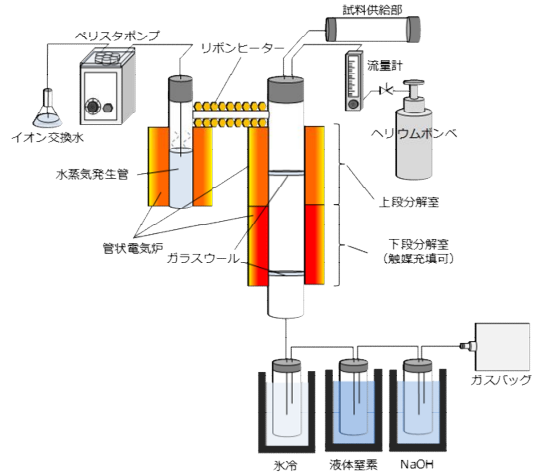 試料供給部
ペリスタポンプ
リボンヒーター
流量計
イオン交換水
ヘリウムボンベ
水蒸気発生管
上段分解室
管状電気炉
ガラスウール
下段分解室
（触媒充填可）
ガスバッグ
氷冷
液体窒素
NaOH